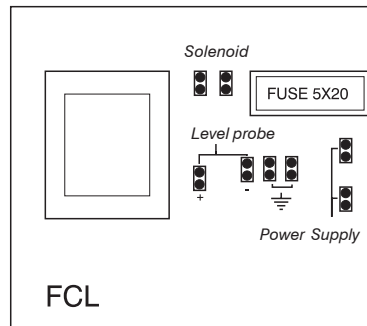 Solenoid
FUSE 5X20
Level probe
+ -
Power Supply
FCL